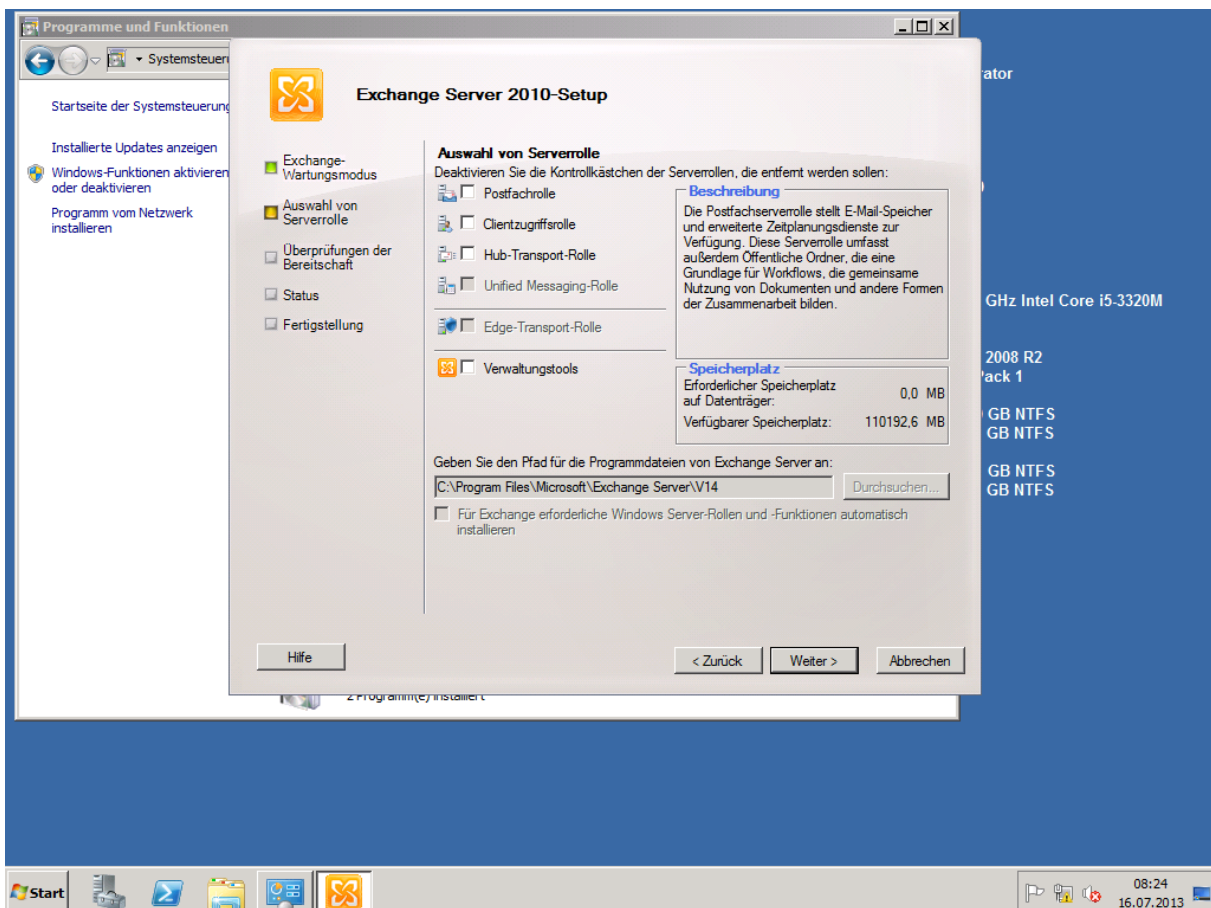 Programme und Funktionen
Systemsteuer
Startseite der Systemsteuerung
Installierte Updates anzeigen
Windows-Funktionen aktivieren
oder deaktivieren
Programm vom Netzwerk
installieren
Exchange Server 2010-Setup
Exchange-
Wartungsmodus
Auswahl von
Serverrolle
Überprüfungen der
Bereitschaft
Status
Fertigstellung
Auswahl von Serverrolle
Deaktivieren Sie die Kontrollkästchen der Serverrollen, die entfernt werden sollen:
Postfachrolle
Clientzugriffsrolle
Hub-Transport-Rolle
Unified Messaging-Rolle
Edge-Transport-Rolle
Verwaltungstools
Beschreibung
Die Postfachserverrolle stellt E-Mail-Speicher
und erweiterte Zeitplanungsdienste zur
Verfügung. Diese Serverrolle umfasst
außerdem Öffentliche Ordner, die eine
Grundlage für Workflows, die gemeinsame
Nutzung von Dokumenten und andere Formen
der Zusammenarbeit bilden.
Speicherplatz
Erforderlicher Speicherplatz
auf Datenträger: 0,0 MB
Verfügbarer Speicherplatz: 110192,6 MB
Geben Sie den Pfad für die Programmdateien von Exchange Server an:
C:\Program Files\Microsoft\Exchange Server\V14
Durchsuchen...
Für Exchange erforderliche Windows Server-Rollen und -Funktionen automatisch
installieren
Hilfe
< Zurück
Weiter >
Abbrechen
2 Programm(e) installiert
rator
GHz Intel Core i5-3320M
2008 R2
Pack 1
GB NTFS
GB NTFS
GB NTFS
GB NTFS
Start
08:24
16.07.2013